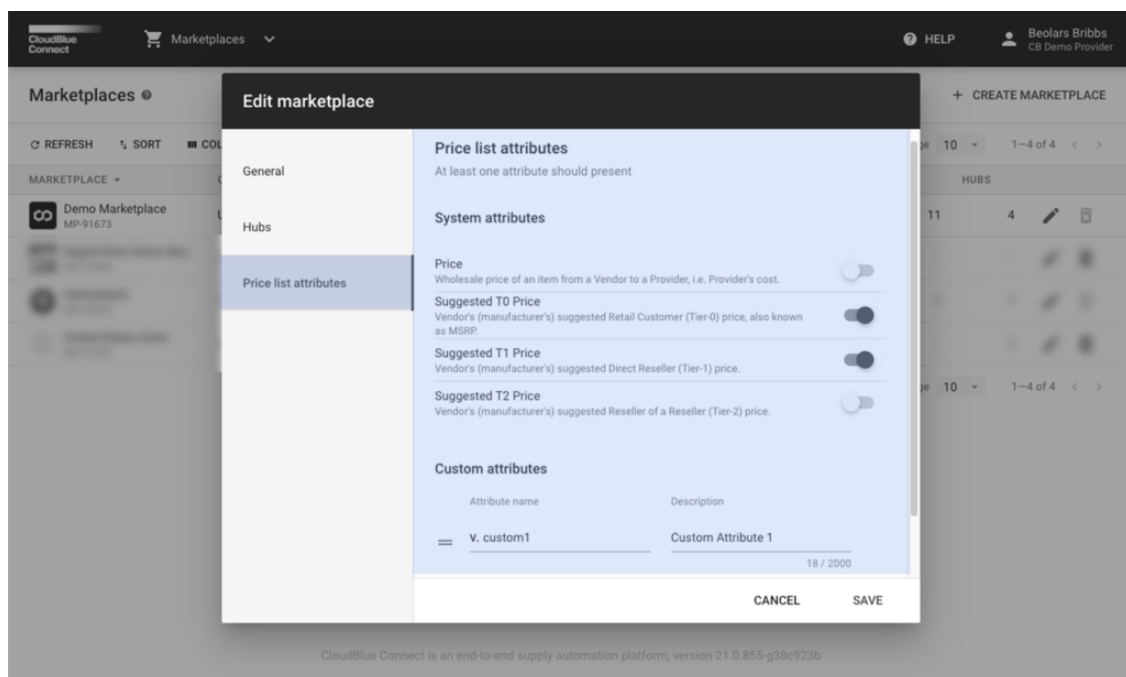 CloudBlue
Connect
Marketplaces
HELP
Beolars Bribbs
CB Demo Provider
Marketplaces
Edit marketplace
+ CREATE MARKETPLACE
REFRESH SORT COL
10 1—4 of 4
MARKETPLACE
HUBS
Demo Marketplace
MP-91673
11 4
General
Hubs
Price list attributes
Price list attributes
At least one attribute should present
System attributes
Price
Wholesale price of an item from a Vendor to a Provider, i.e. Provider's cost.
Suggested T0 Price
Vendor's (manufacturer's) suggested Retail Customer (Tier-0) price, also known
as MSRP.
Suggested T1 Price
Vendor's (manufacturer's) suggested Direct Reseller (Tier-1) price.
Suggested T2 Price
Vendor's (manufacturer's) suggested Reseller of a Reseller (Tier-2) price.
10 1—4 of 4
Custom attributes
Attribute name Description
v. custom1 Custom Attribute 1
18 / 2000
CANCEL SAVE
CloudBlue Connect is an end-to-end supply automation platform, version 21.0.855-g38c923b